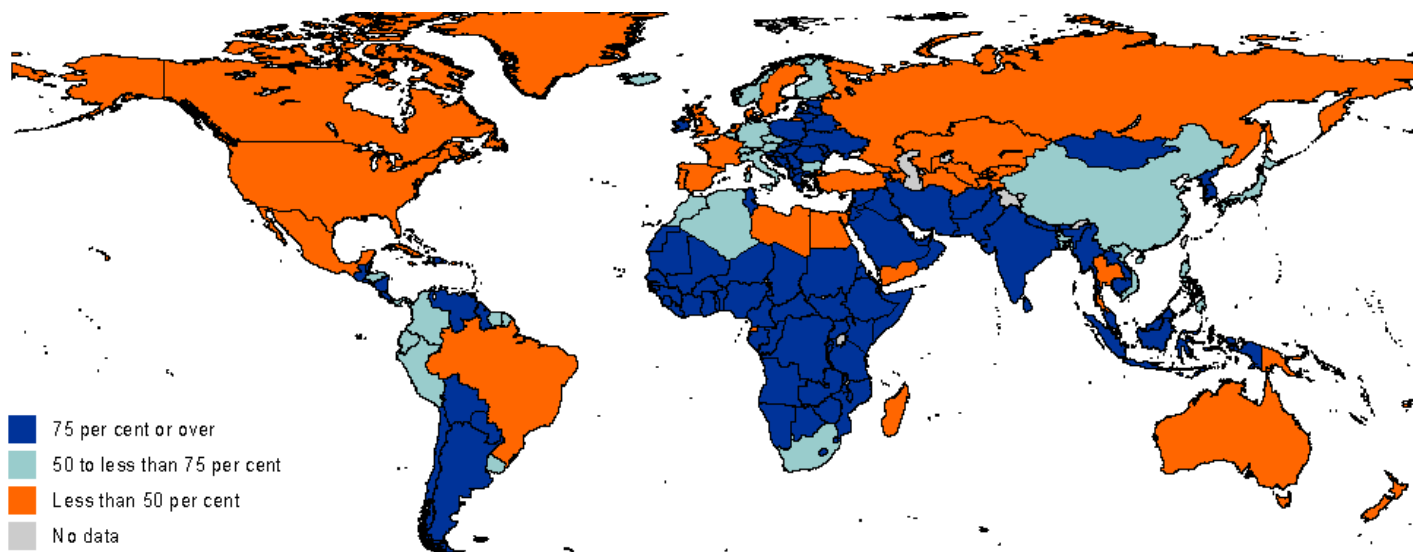 75 per cent or over
50 to less than 75 per cent
Less than 50 per cent
No data